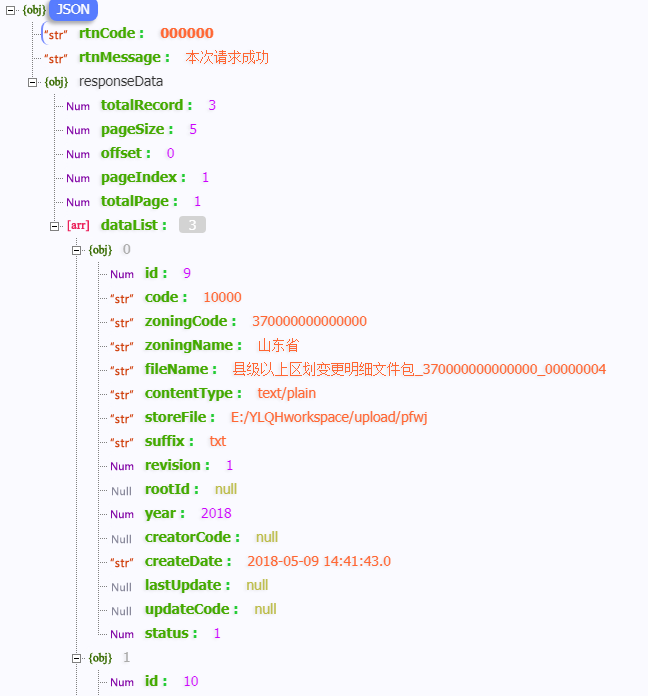 {obj} JSON
"str" rtnCode : 000000
"str" rtnMessage : 本次请求成功
{obj} responseData
Num totalRecord : 3
Num pageSize : 5
Num offset : 0
Num pageIndex : 1
Num totalPage : 1
[arr] dataList : 3
{obj} 0
Num id : 9
"str" code : 10000
"str" zoningCode : 370000000000000
"str" zoningName : 山东省
"str" fileName : 县级以上区划变更明细文件包_370000000000000_00000004
"str" contentType : text/plain
"str" storeFile : E:/YLQHworkspace/upload/pfwj
"str" suffix : txt
Num revision : 1
Null rootId : null
Num year : 2018
Null creatorCode : null
"str" createDate : 2018-05-09 14:41:43.0
Null lastUpdate : null
Null updateCode : null
Num status : 1
{obj} 1
Num id : 10